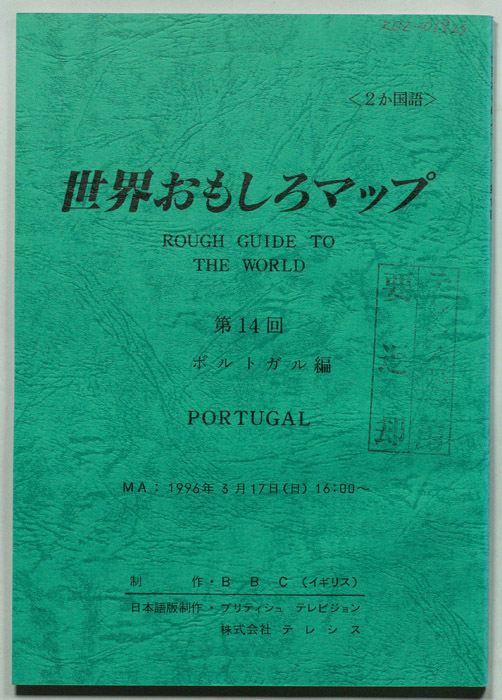 〈２か国語〉
世界おもしろマップ
ROUGH GUIDE TO
THE WORLD
第14回
ポルトガル編
PORTUGAL
MA: 1996年 3月17日(日) 16:00〜
制　作・ＢＢＣ（イギリス）
日本語版制作・ブリティシュ テレビジョン
株式会社 テレシス